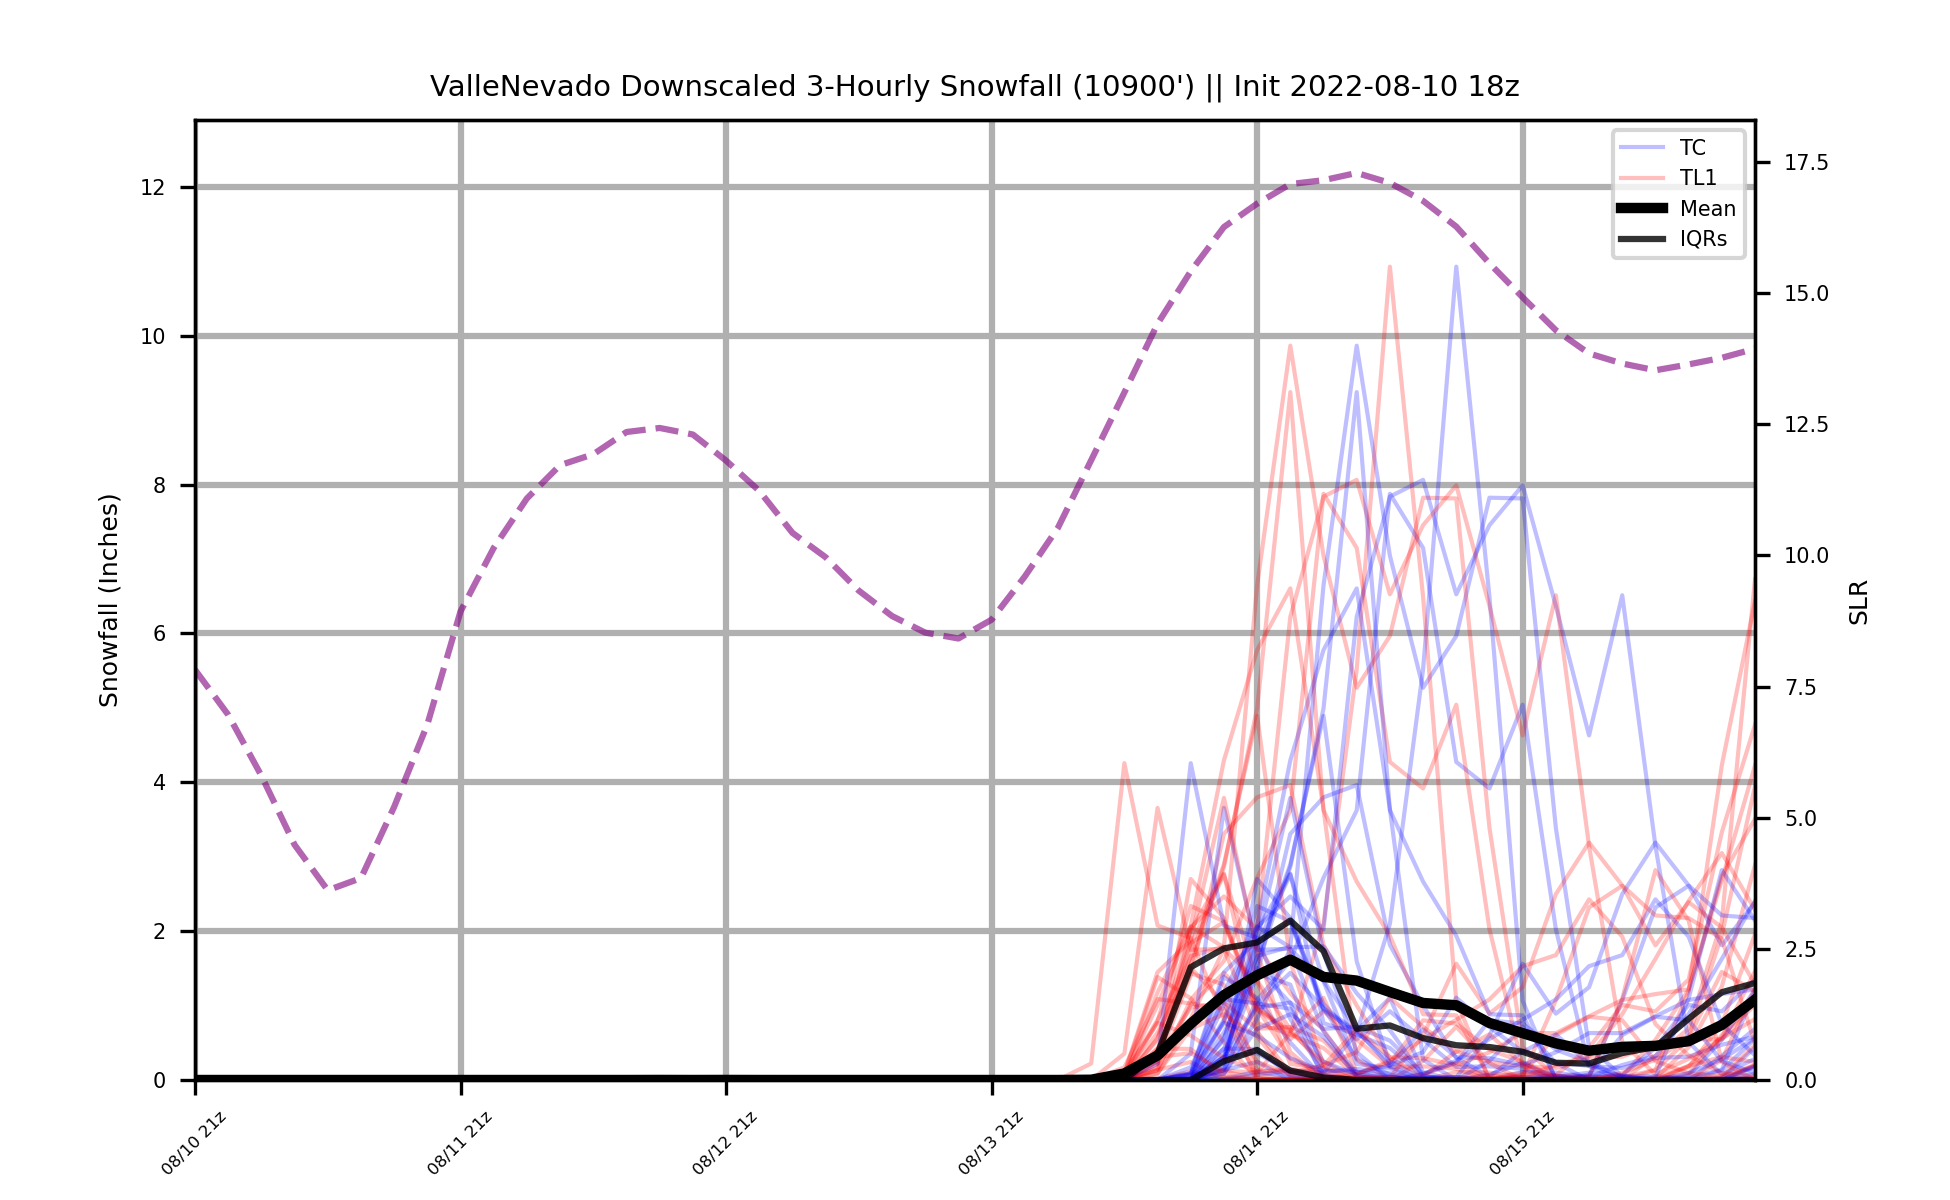 ValleNevado Downscaled 3-Hourly Snowfall (10900') || Init 2022-08-10 18z
TC
TL1
Mean
IQRs
Snowfall (Inches)
12
10
8
6
4
2
0
17.5
15.0
12.5
10.0
7.5
5.0
2.5
0.0
SLR
08/10 21z
08/11 21z
08/12 21z
08/13 21z
08/14 21z
08/15 21z